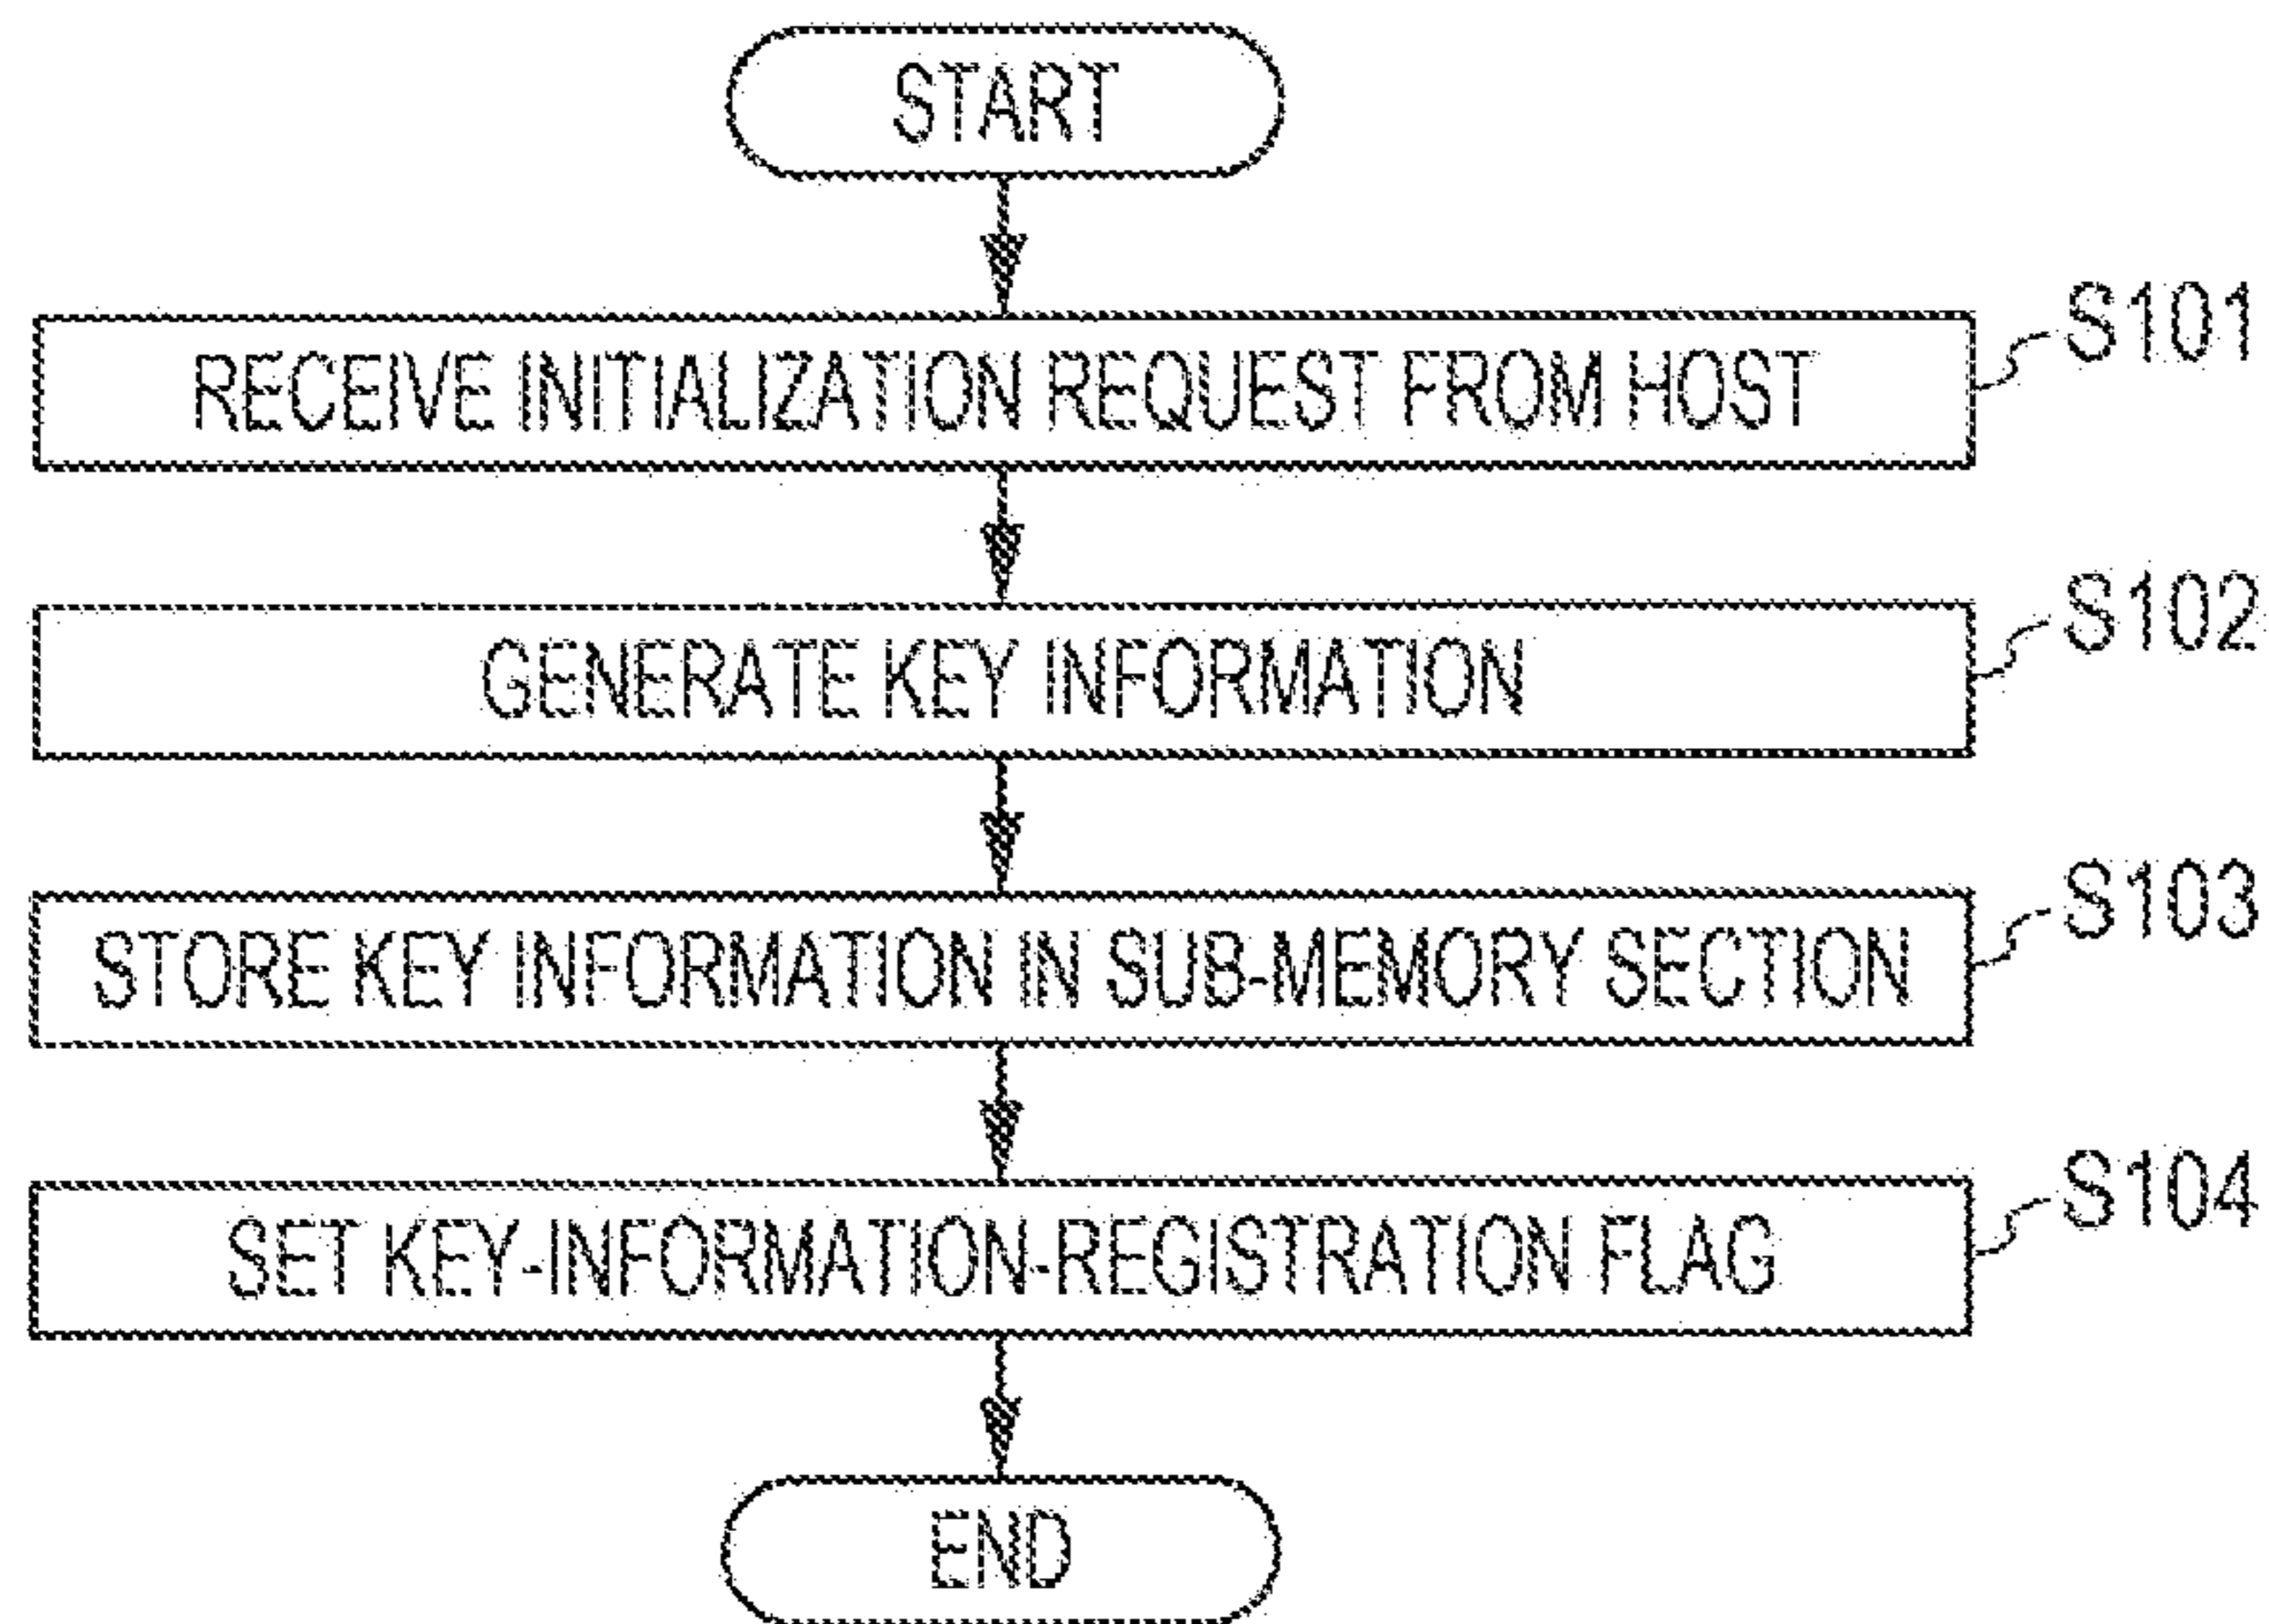 START
RECEIVE INITIALIZATION REQUEST FROM HOST
S101
GENERATE KEY INFORMATION
S102
STORE KEY INFORMATION IN SUB-MEMORY SECTION
S103
SET KEY-INFORMATION-REGISTRATION FLAG
S104
END